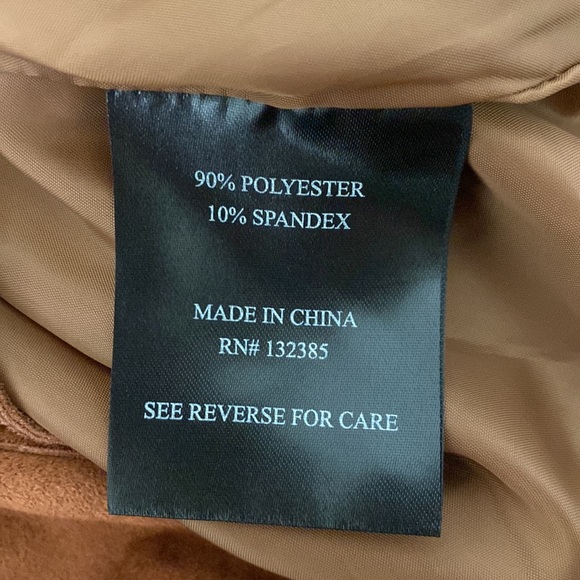 90% POLYESTER
10% SPANDEX
MADE IN CHINA
RN# 132385
SEE REVERSE FOR CARE